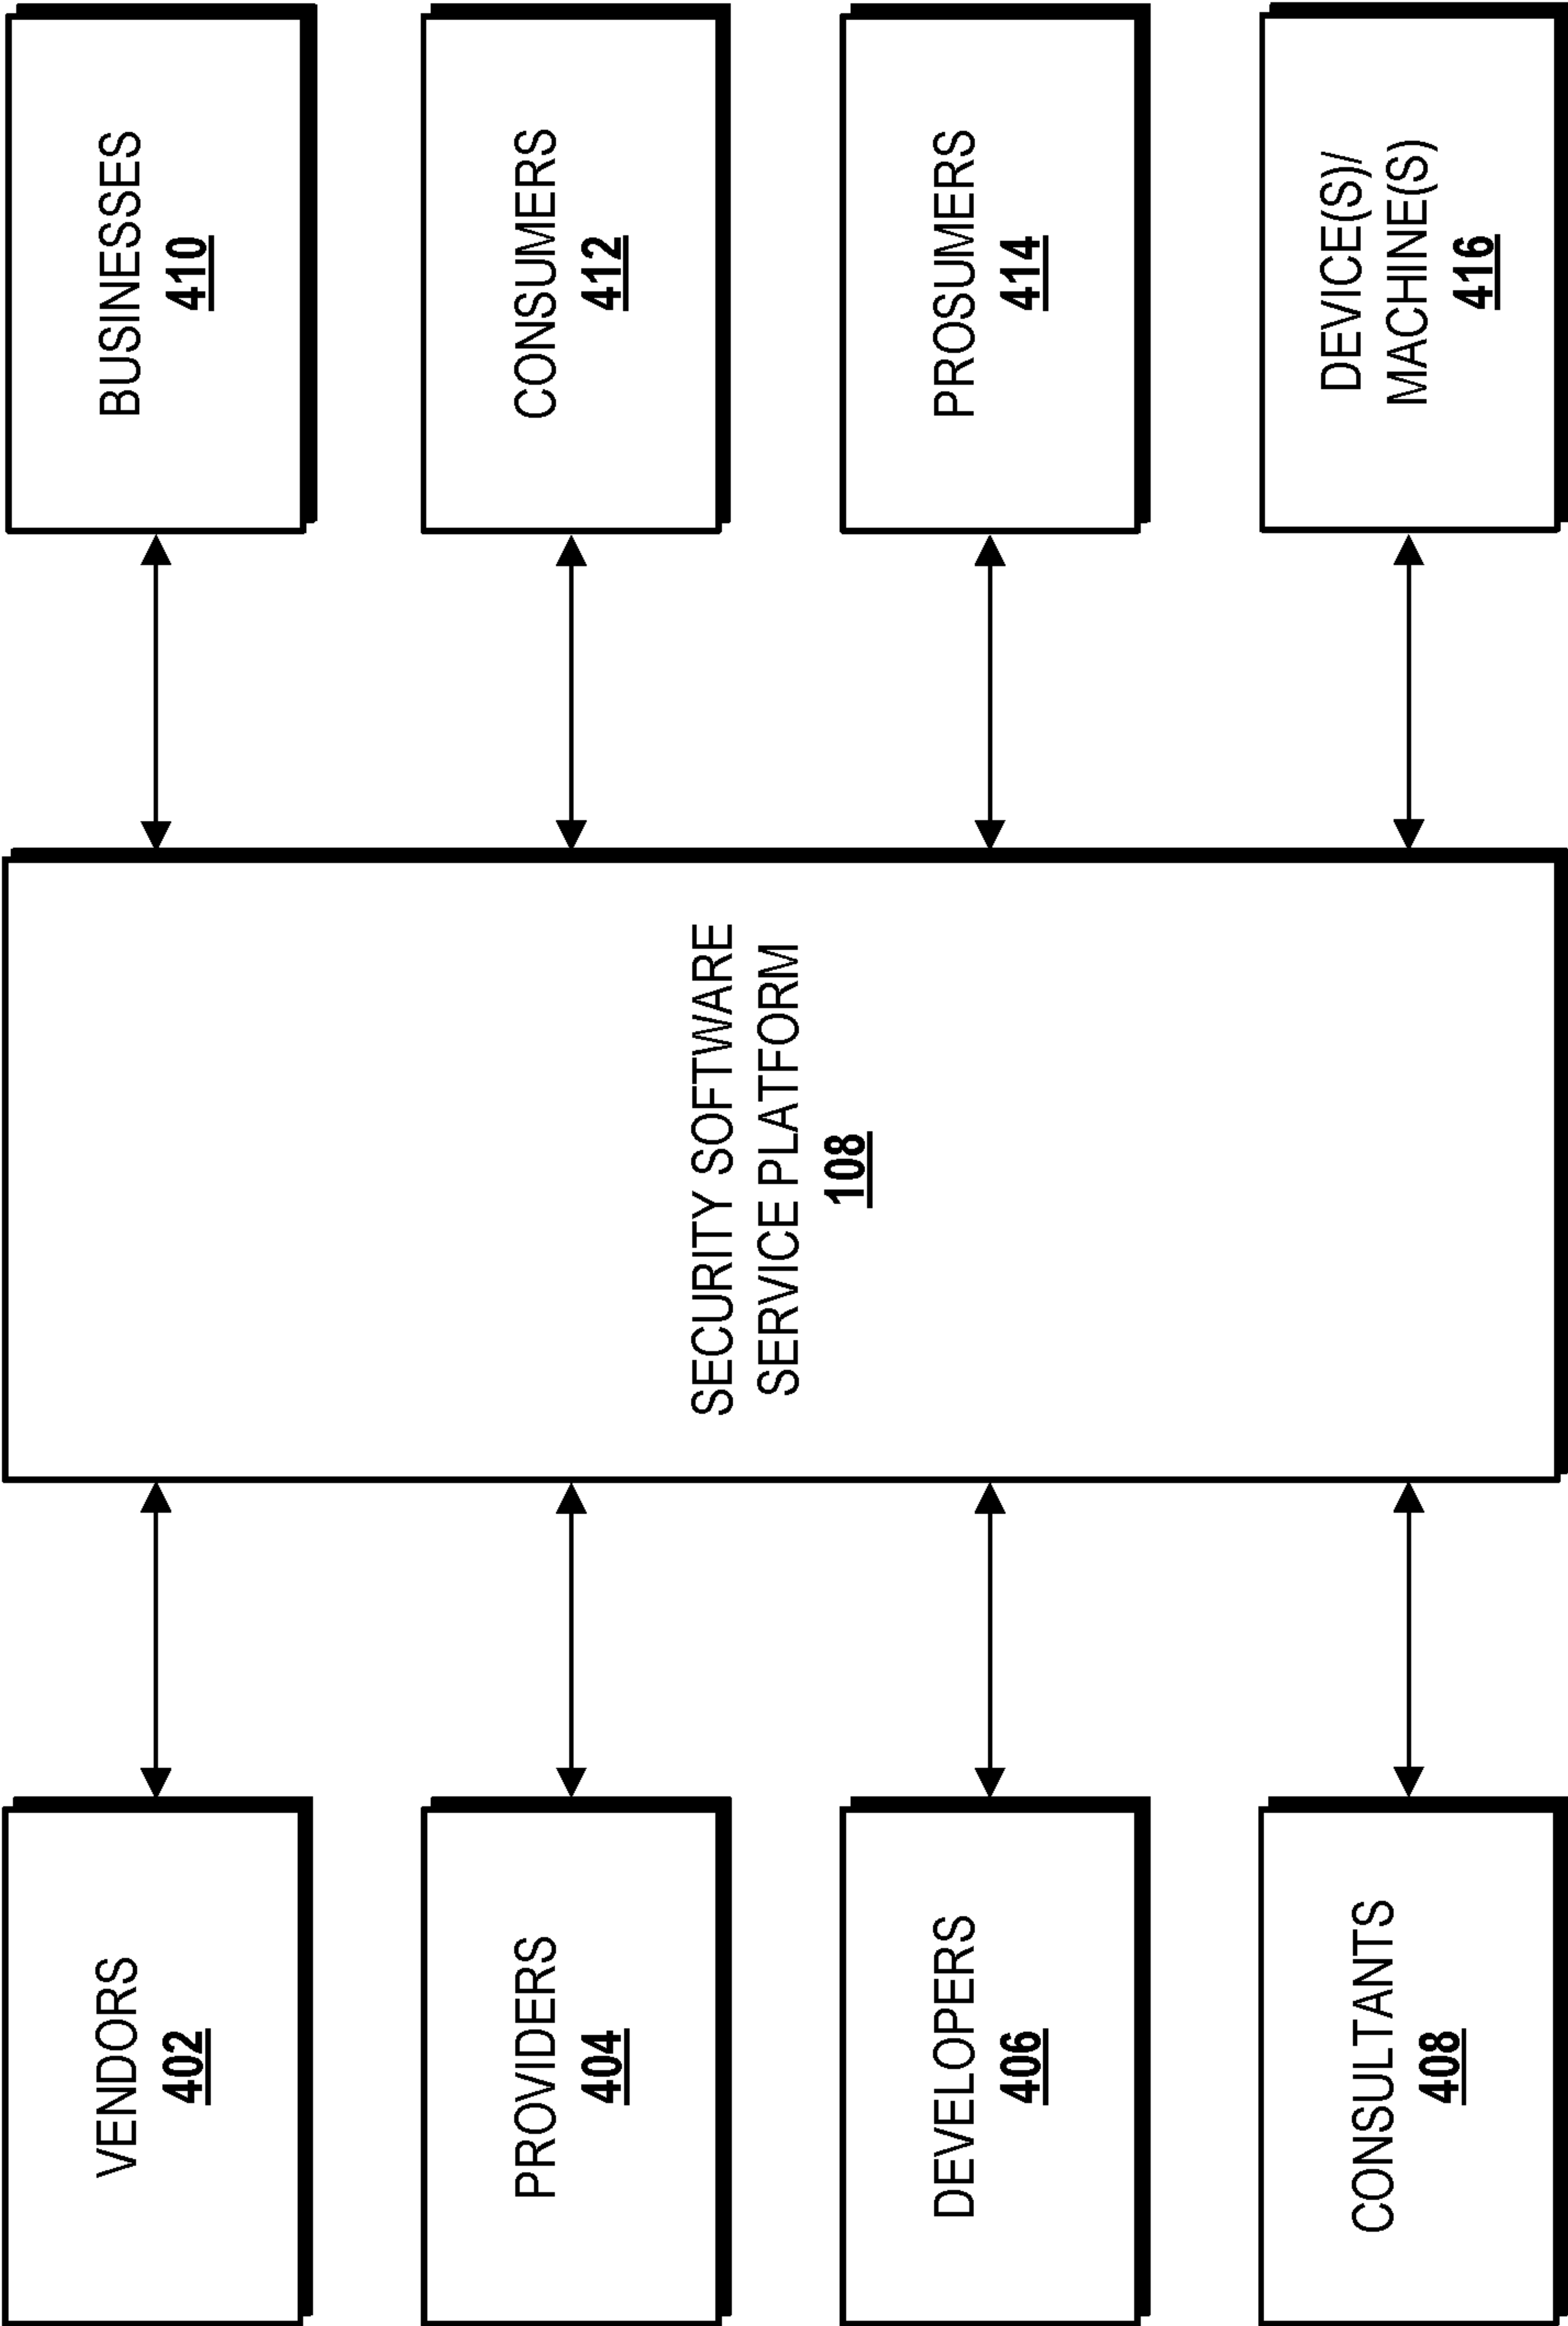 VENDORS
402
PROVIDERS
404
DEVELOPERS
406
CONSULTANTS
408
SECURITY SOFTWARE
SERVICE PLATFORM
108
BUSINESSES
410
CONSUMERS
412
PROSUMERS
414
DEVICE(S)/
MACHINE(S)
416